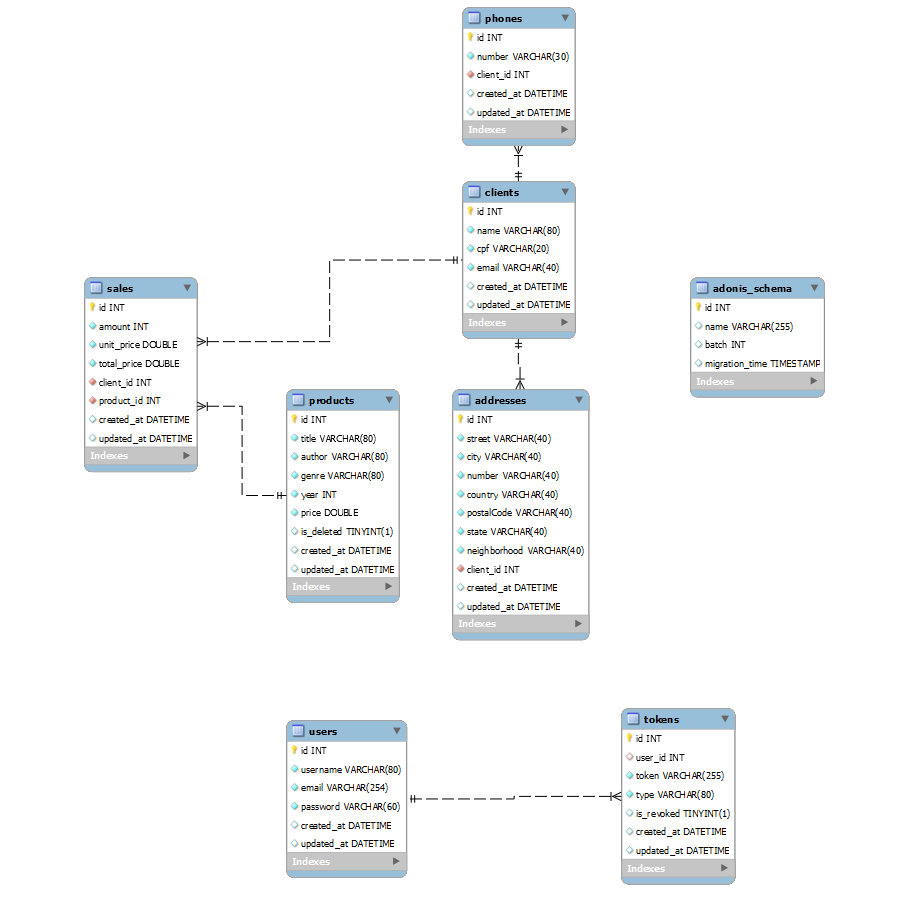 phones
id INT
number VARCHAR(30)
client_id INT
created_at DATETIME
updated_at DATETIME
Indexes
clients
id INT
name VARCHAR(80)
cpf VARCHAR(20)
email VARCHAR(40)
created_at DATETIME
updated_at DATETIME
Indexes
sales
id INT
amount INT
unit_price DOUBLE
total_price DOUBLE
client_id INT
product_id INT
created_at DATETIME
updated_at DATETIME
Indexes
adonis_schema
id INT
name VARCHAR(255)
batch INT
migration_time TIMESTAMP
Indexes
products
id INT
title VARCHAR(80)
author VARCHAR(80)
genre VARCHAR(80)
year INT
price DOUBLE
is_deleted TINYINT(1)
created_at DATETIME
updated_at DATETIME
Indexes
addresses
id INT
street VARCHAR(40)
city VARCHAR(40)
number VARCHAR(40)
country VARCHAR(40)
postalCode VARCHAR(40)
state VARCHAR(40)
neighborhood VARCHAR(40)
client_id INT
created_at DATETIME
updated_at DATETIME
Indexes
users
id INT
username VARCHAR(80)
email VARCHAR(254)
password VARCHAR(60)
created_at DATETIME
updated_at DATETIME
Indexes
tokens
id INT
user_id INT
token VARCHAR(255)
type VARCHAR(80)
is_revoked TINYINT(1)
created_at DATETIME
updated_at DATETIME
Indexes